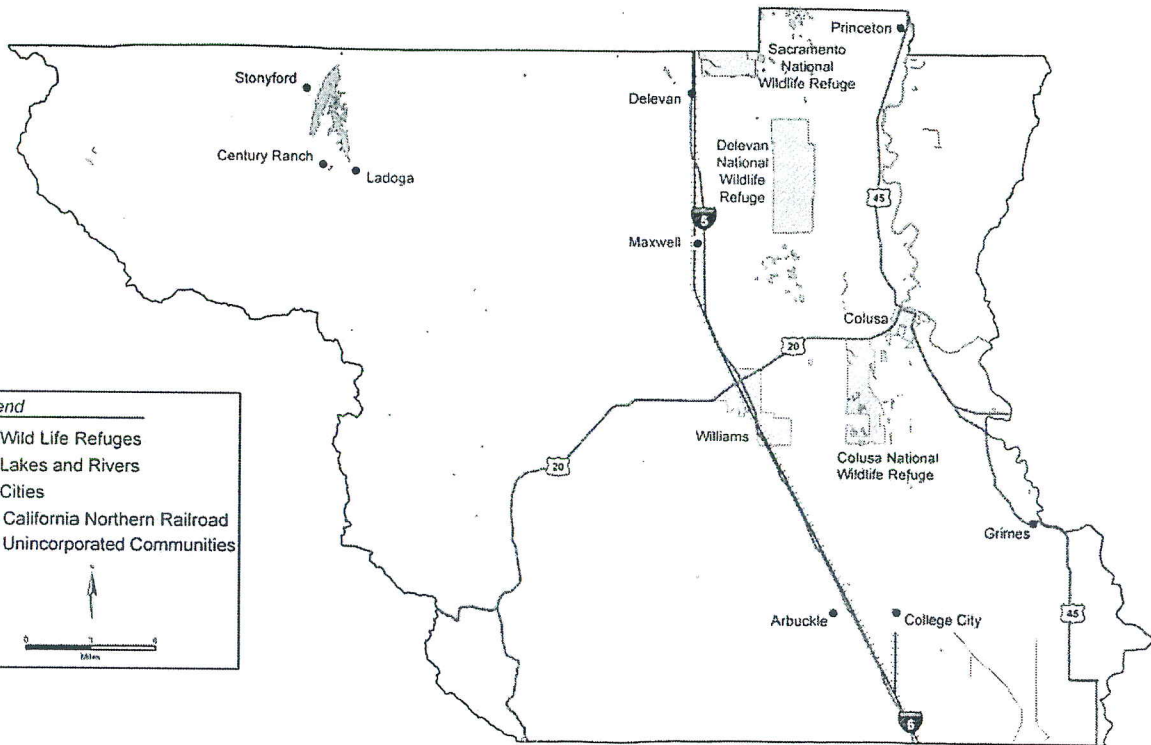 Princeton
Sacramento
National
Wildlife Refuge
Stonyford
Delevan
Century Ranch
Ladoga
Delevan
National
Wildlife
Refuge
45
5
Maxwell
Colusa
20
end
Wild Life Refuges
Lakes and Rivers
Cities
California Northern Railroad
Unincorporated Communities
Miles
Williams
20
Colusa National
Wildlife Refuge
Grimes
Arbuckle
College City
45